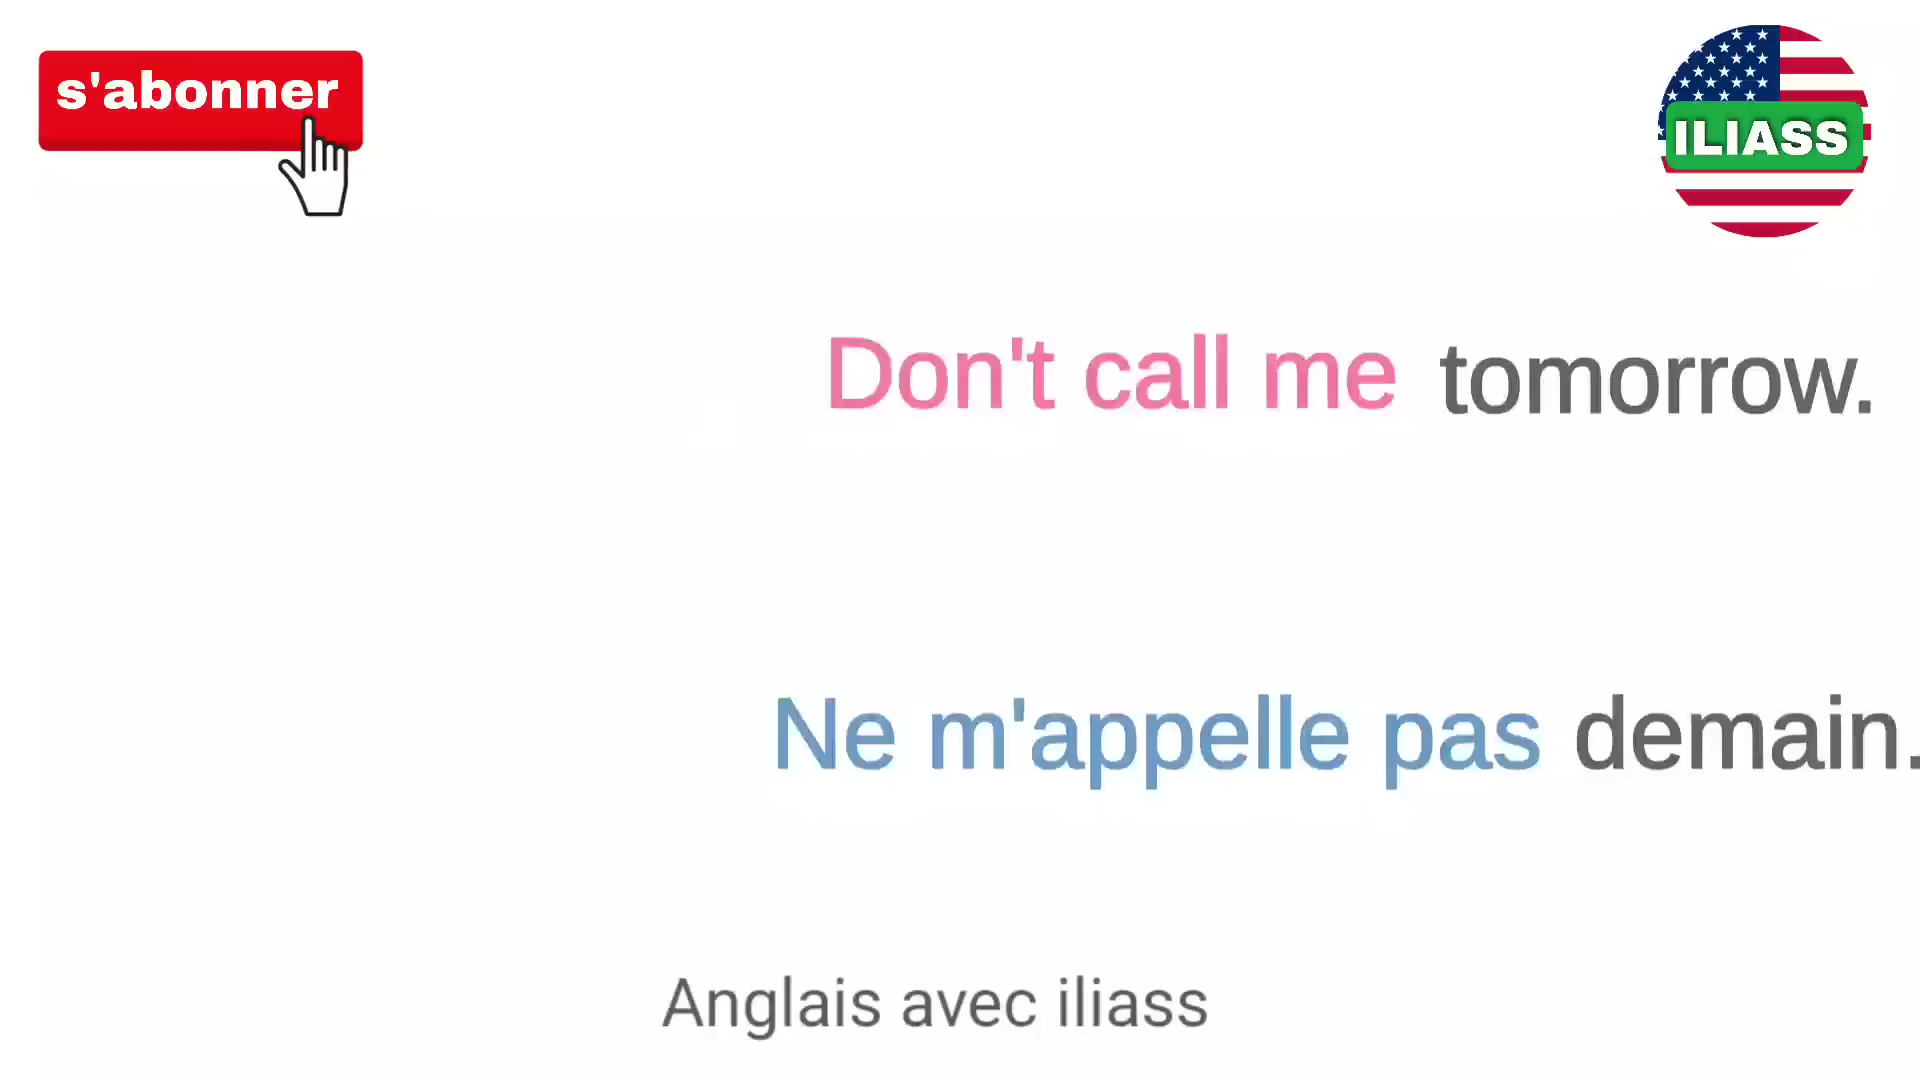 s'abonner
ILIASS
Don't call me tomorrow.
Ne m'appelle pas demain.
Anglais avec iliass